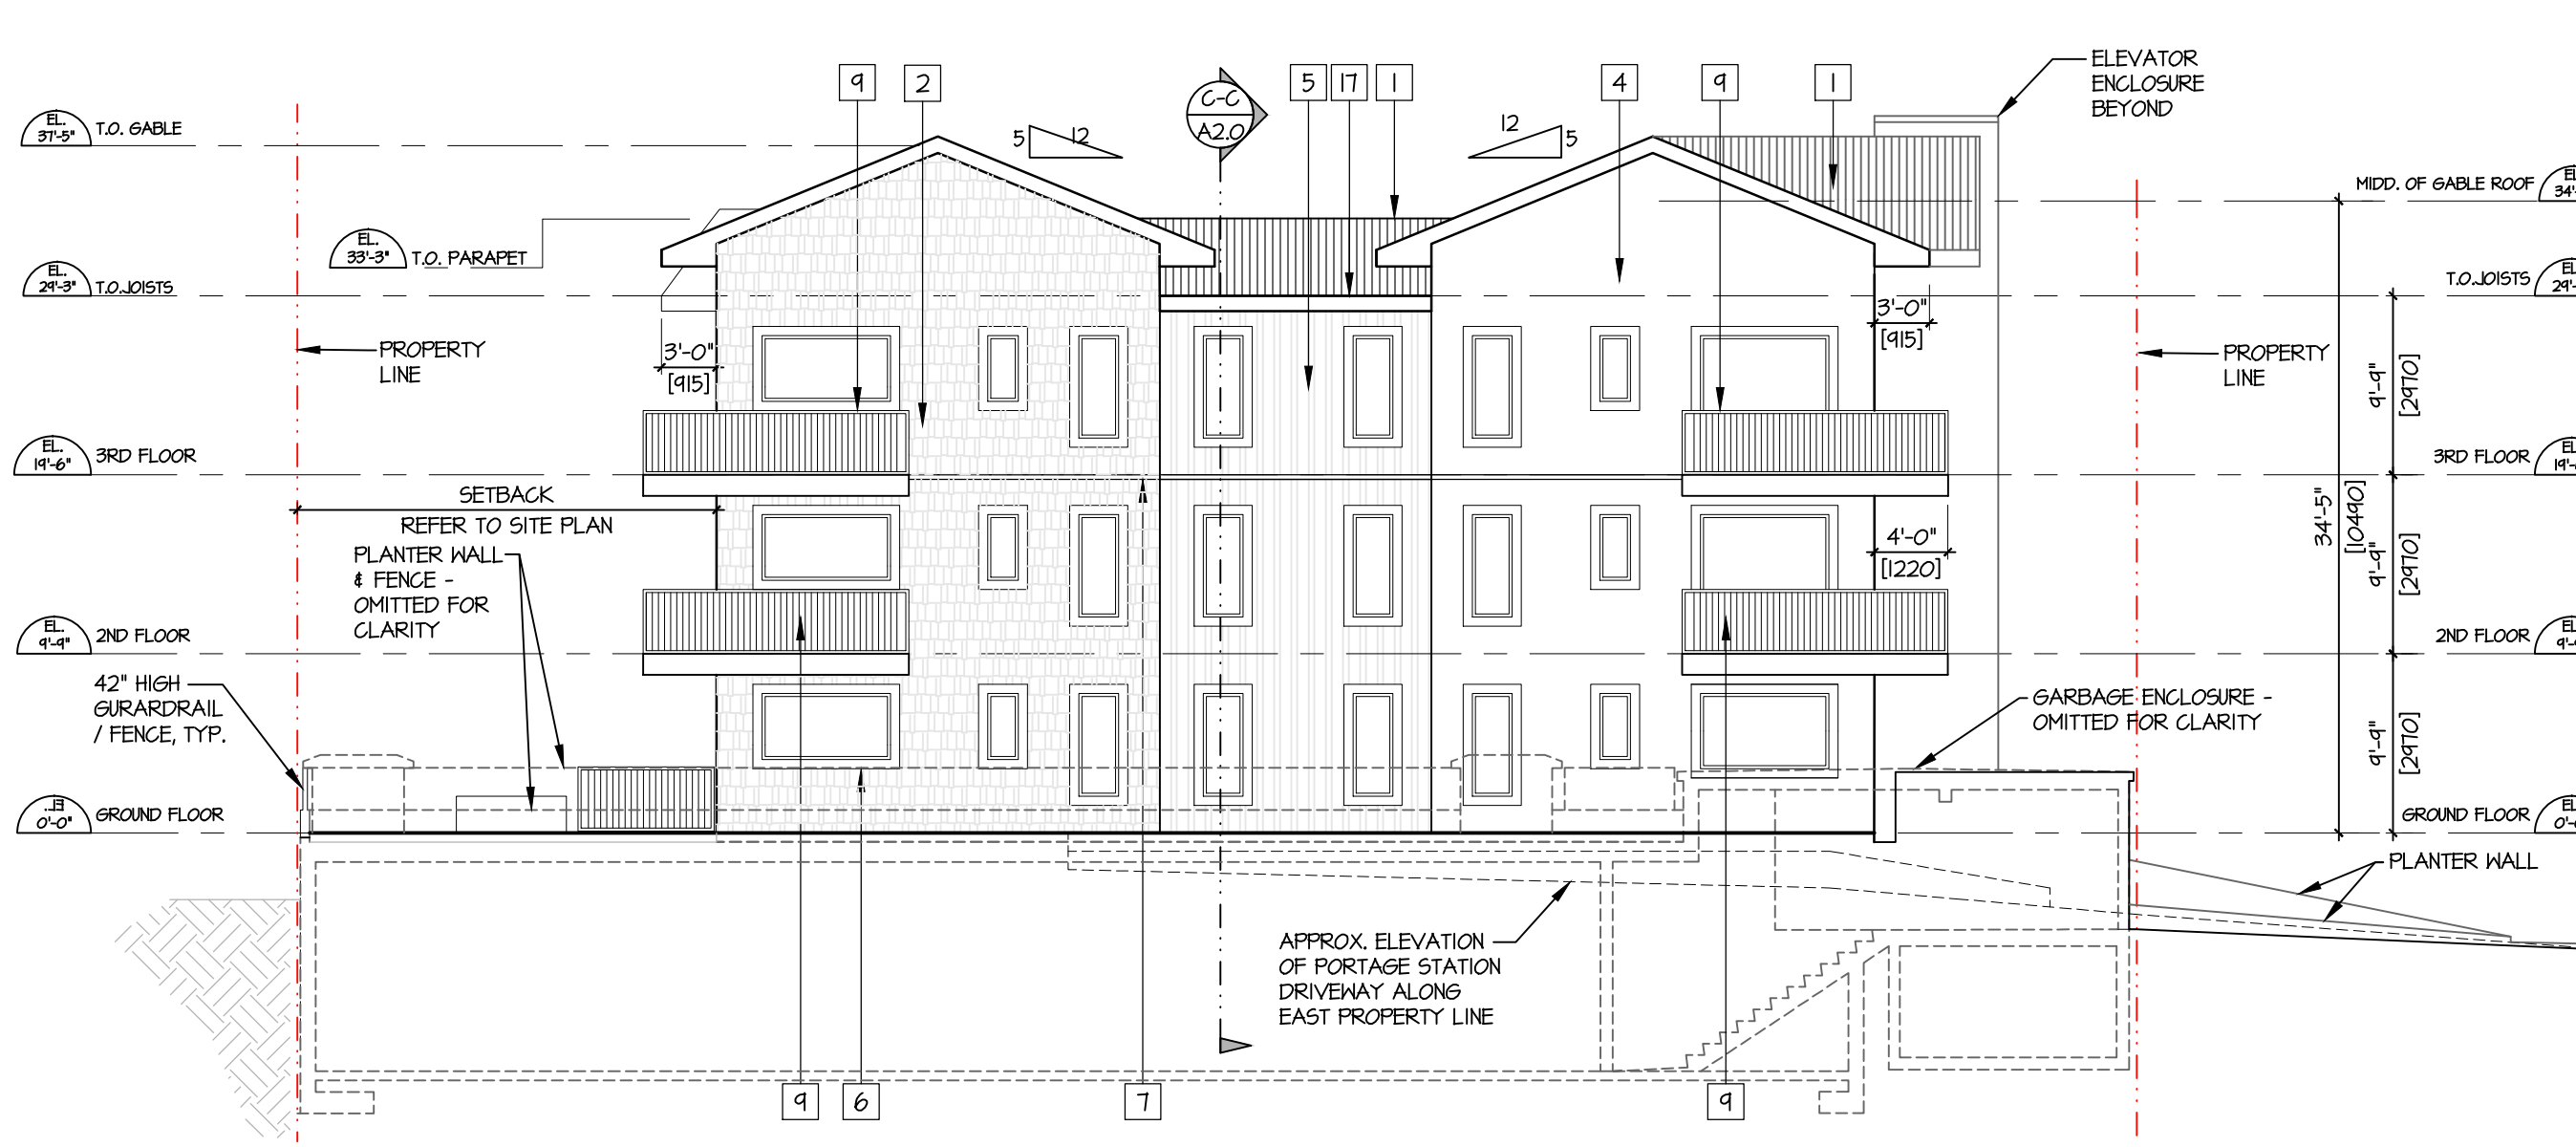 9
2
C-C
A2.0
5
17
1
4
9
1
ELEVATOR
ENCLOSURE
BEYOND
EL.
37'-5"
T.O. GABLE
5
12
12
5
MIDD. OF GABLE ROOF
EL.
33'-3"
T.O. PARAPET
EL.
29'-3"
T.O.JOISTS
T.O.JOISTS
3'-0"
[915]
PROPERTY
LINE
3'-0"
[915]
PROPERTY
LINE
9'-9"
[2970]
EL.
19'-6"
3RD FLOOR
3RD FLOOR
SETBACK
REFER TO SITE PLAN
34'-5"
[10490]
PLANTER WALL
& FENCE -
OMITTED FOR
CLARITY
4'-0"
[1220]
9'-9"
[2970]
EL.
9'-9"
2ND FLOOR
2ND FLOOR
42" HIGH
GURARDRAIL
/ FENCE, TYP.
GARBAGE ENCLOSURE -
OMITTED FOR CLARITY
9'-9"
[2970]
EL.
0'-0"
GROUND FLOOR
GROUND FLOOR
PLANTER WALL
APPROX. ELEVATION
OF PORTAGE STATION
DRIVEWAY ALONG
EAST PROPERTY LINE
9
6
7
9